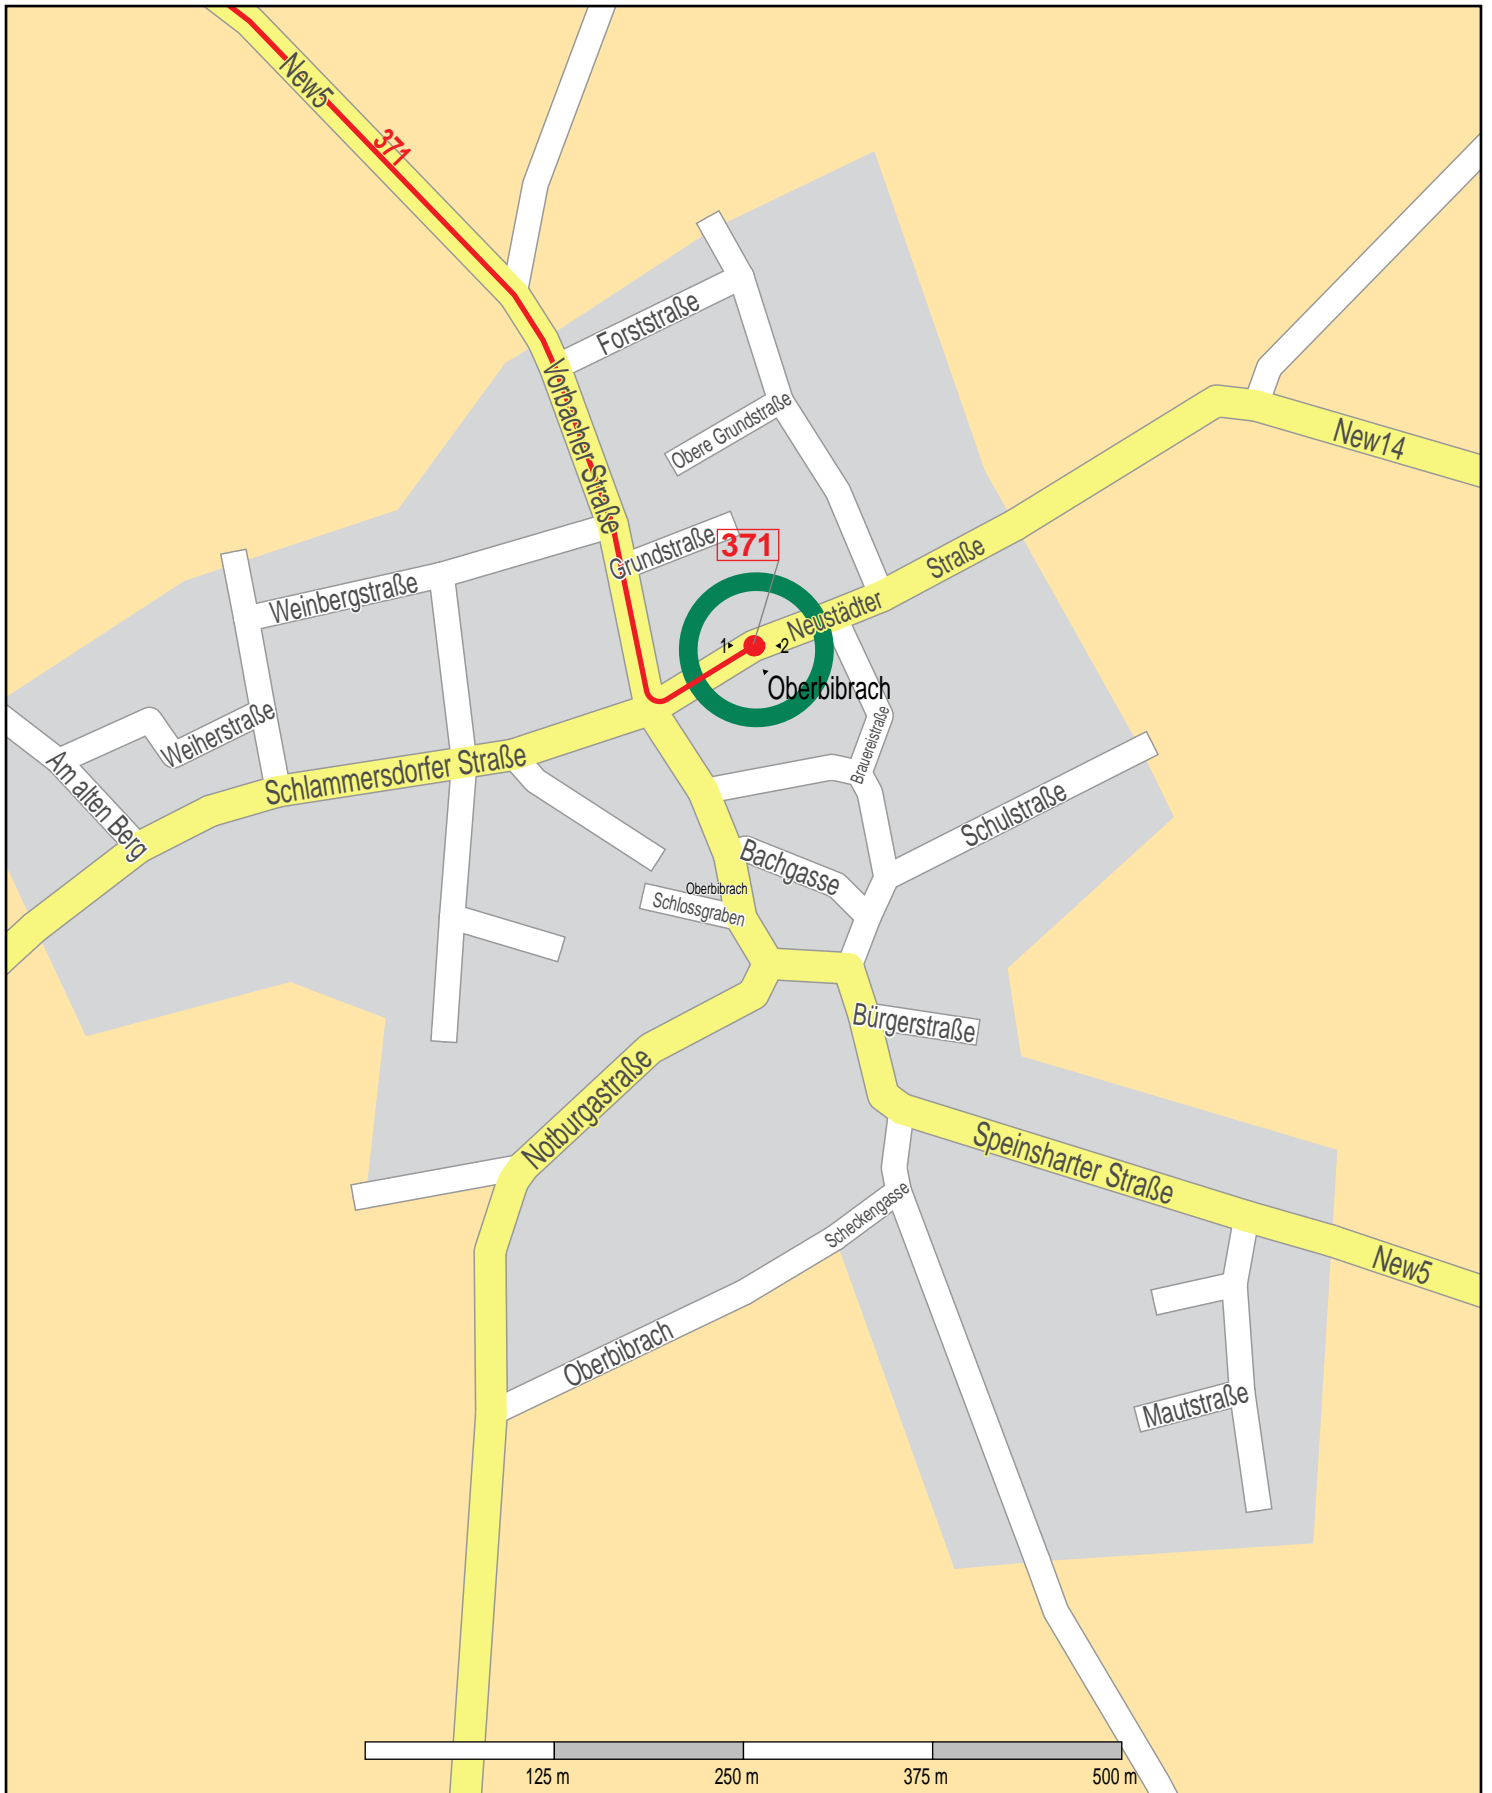 New5
371
Forststraße
Vorbacher Straße
Obere Grundstraße
New14
Grundstraße
371
Straße
Neustädter
Weinbergstraße
1
2
Oberbibrach
Weiherstraße
Brauereistraße
Am alten Berg
Schlammersdorfer Straße
Schulstraße
Bachgasse
Oberbibrach
Schlossgraben
Bürgerstraße
Notburgastraße
Speinsharter Straße
Scheckengasse
New5
Oberbibrach
Mautstraße
125 m
250 m
375 m
500 m